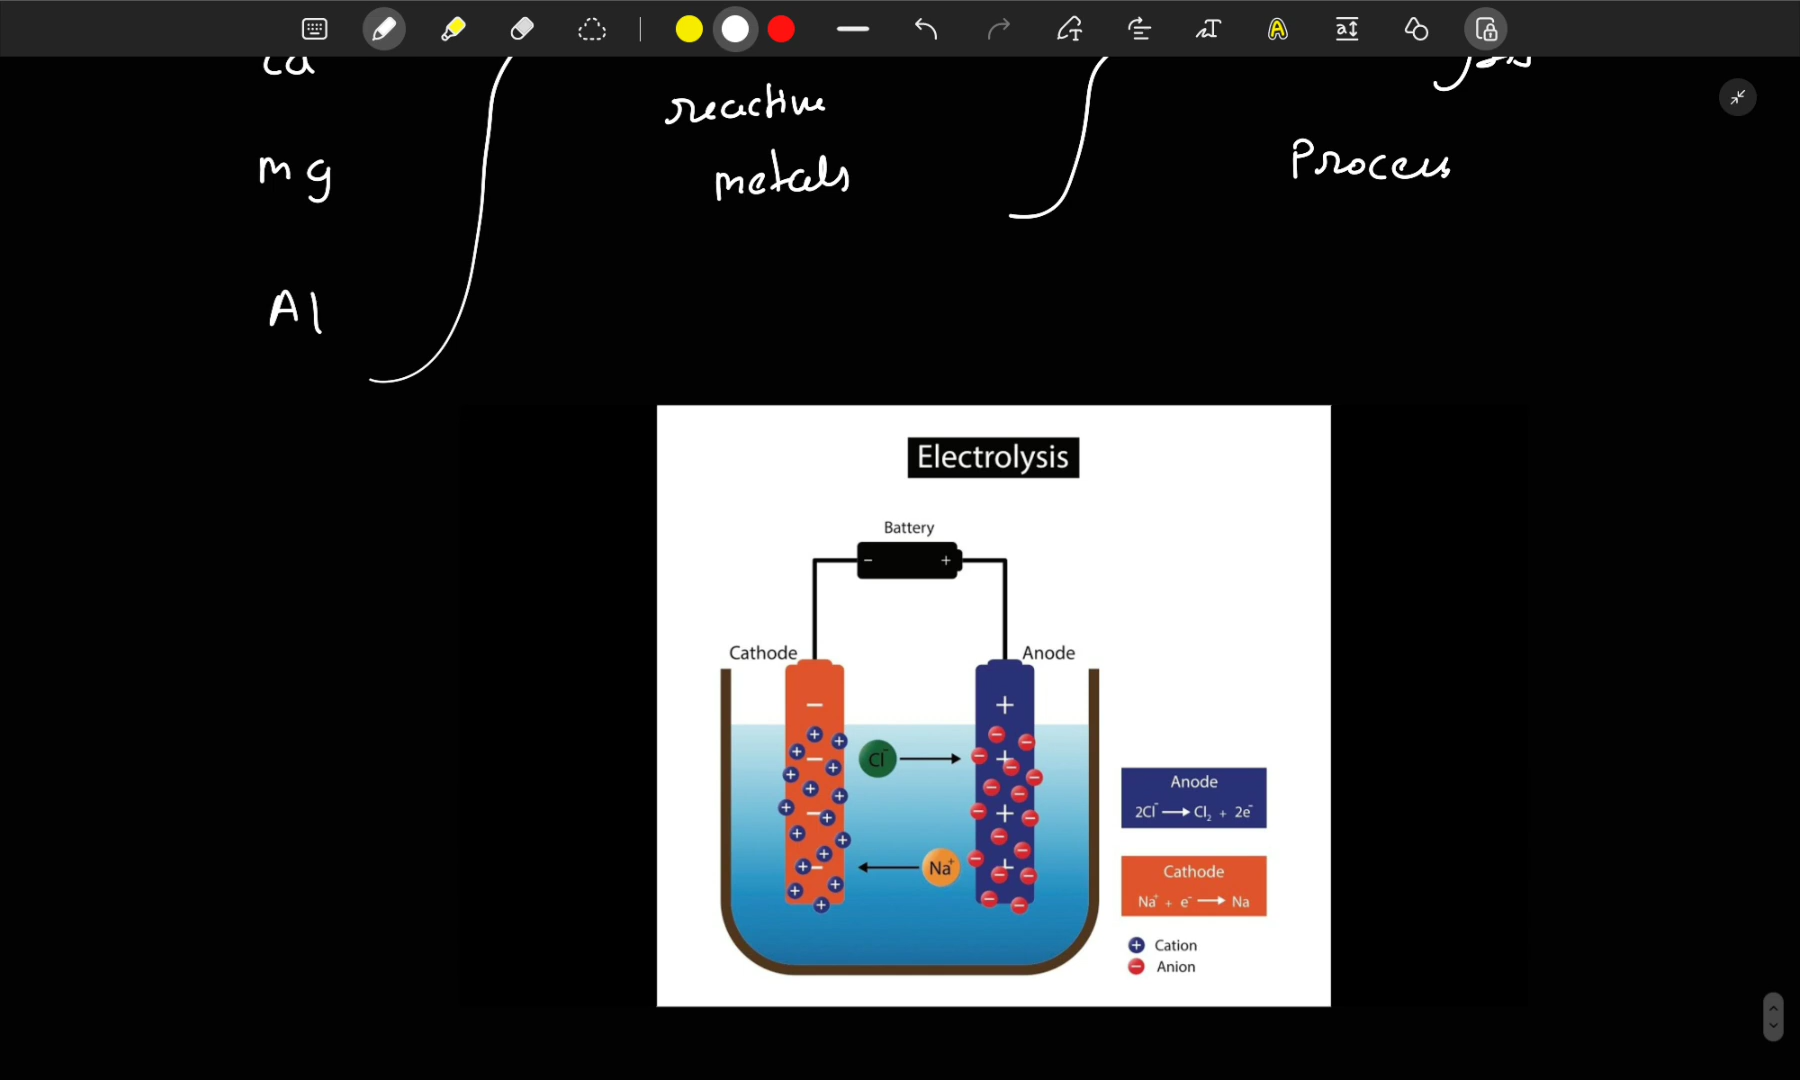 Ca
reactive
metals
Process
mg
Al
Electrolysis
Battery
− +
Cathode
Anode
Cl⁻
Na⁺
Anode
2Cl⁻ → Cl₂ + 2e⁻
Cathode
Na⁺ + e⁻ → Na
Cation
Anion